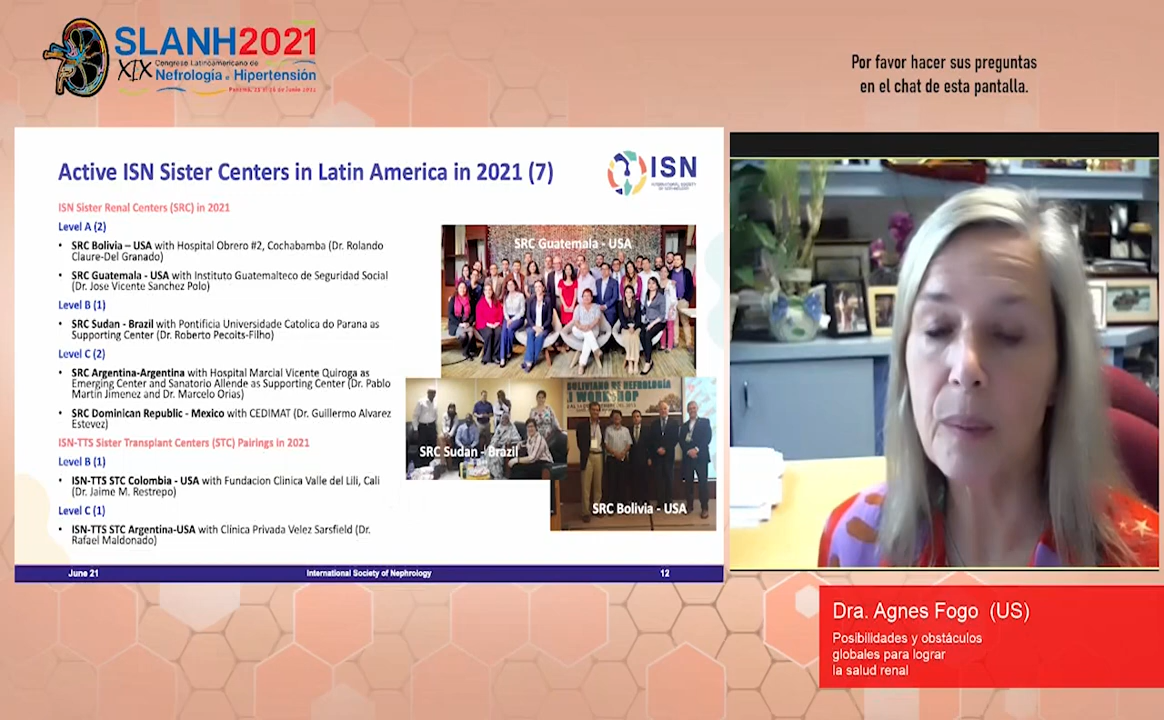 SLANH2021
XIX Congreso Latinoamericano de
Nefrología e Hipertensión
Por favor hacer sus preguntas
en el chat de esta pantalla.
Active ISN Sister Centers in Latin America in 2021 (7)
ISN
INTERNATIONAL SOCIETY
OF NEPHROLOGY
ISN Sister Renal Centers (SRC) in 2021
Level A (2)
• SRC Bolivia – USA with Hospital Obrero #2, Cochabamba (Dr. Rolando
Claure-Del Granado)
• SRC Guatemala - USA with Instituto Guatemalteco de Seguridad Social
(Dr. Jose Vicente Sanchez Polo)
Level B (1)
• SRC Sudan - Brazil with Pontificia Universidade Catolica do Parana as
Supporting Center (Dr. Roberto Pecoits-Filho)
Level C (2)
• SRC Argentina-Argentina with Hospital Marcial Vicente Quiroga as
Emerging Center and Sanatorio Allende as Supporting Center (Dr. Pablo
Martin Jimenez and Dr. Marcelo Orias)
• SRC Dominican Republic - Mexico with CEDIMAT (Dr. Guillermo Alvarez
Estevez)
ISN-TTS Sister Transplant Centers (STC) Pairings in 2021
Level B (1)
• ISN-TTS STC Colombia - USA with Fundacion Clinica Valle del Lili, Cali
(Dr. Jaime M. Restrepo)
Level C (1)
• ISN-TTS STC Argentina-USA with Clínica Privada Velez Sarsfield (Dr.
Rafael Maldonado)
SRC Guatemala - USA
SRC Sudan - Brazil
BOLIVIANO DE NEFROLOGÍA
WORKSHOP
SRC Bolivia - USA
June 21
International Society of Nephrology
12
Dra. Agnes Fogo (US)
Posibilidades y obstáculos
globales para lograr
la salud renal